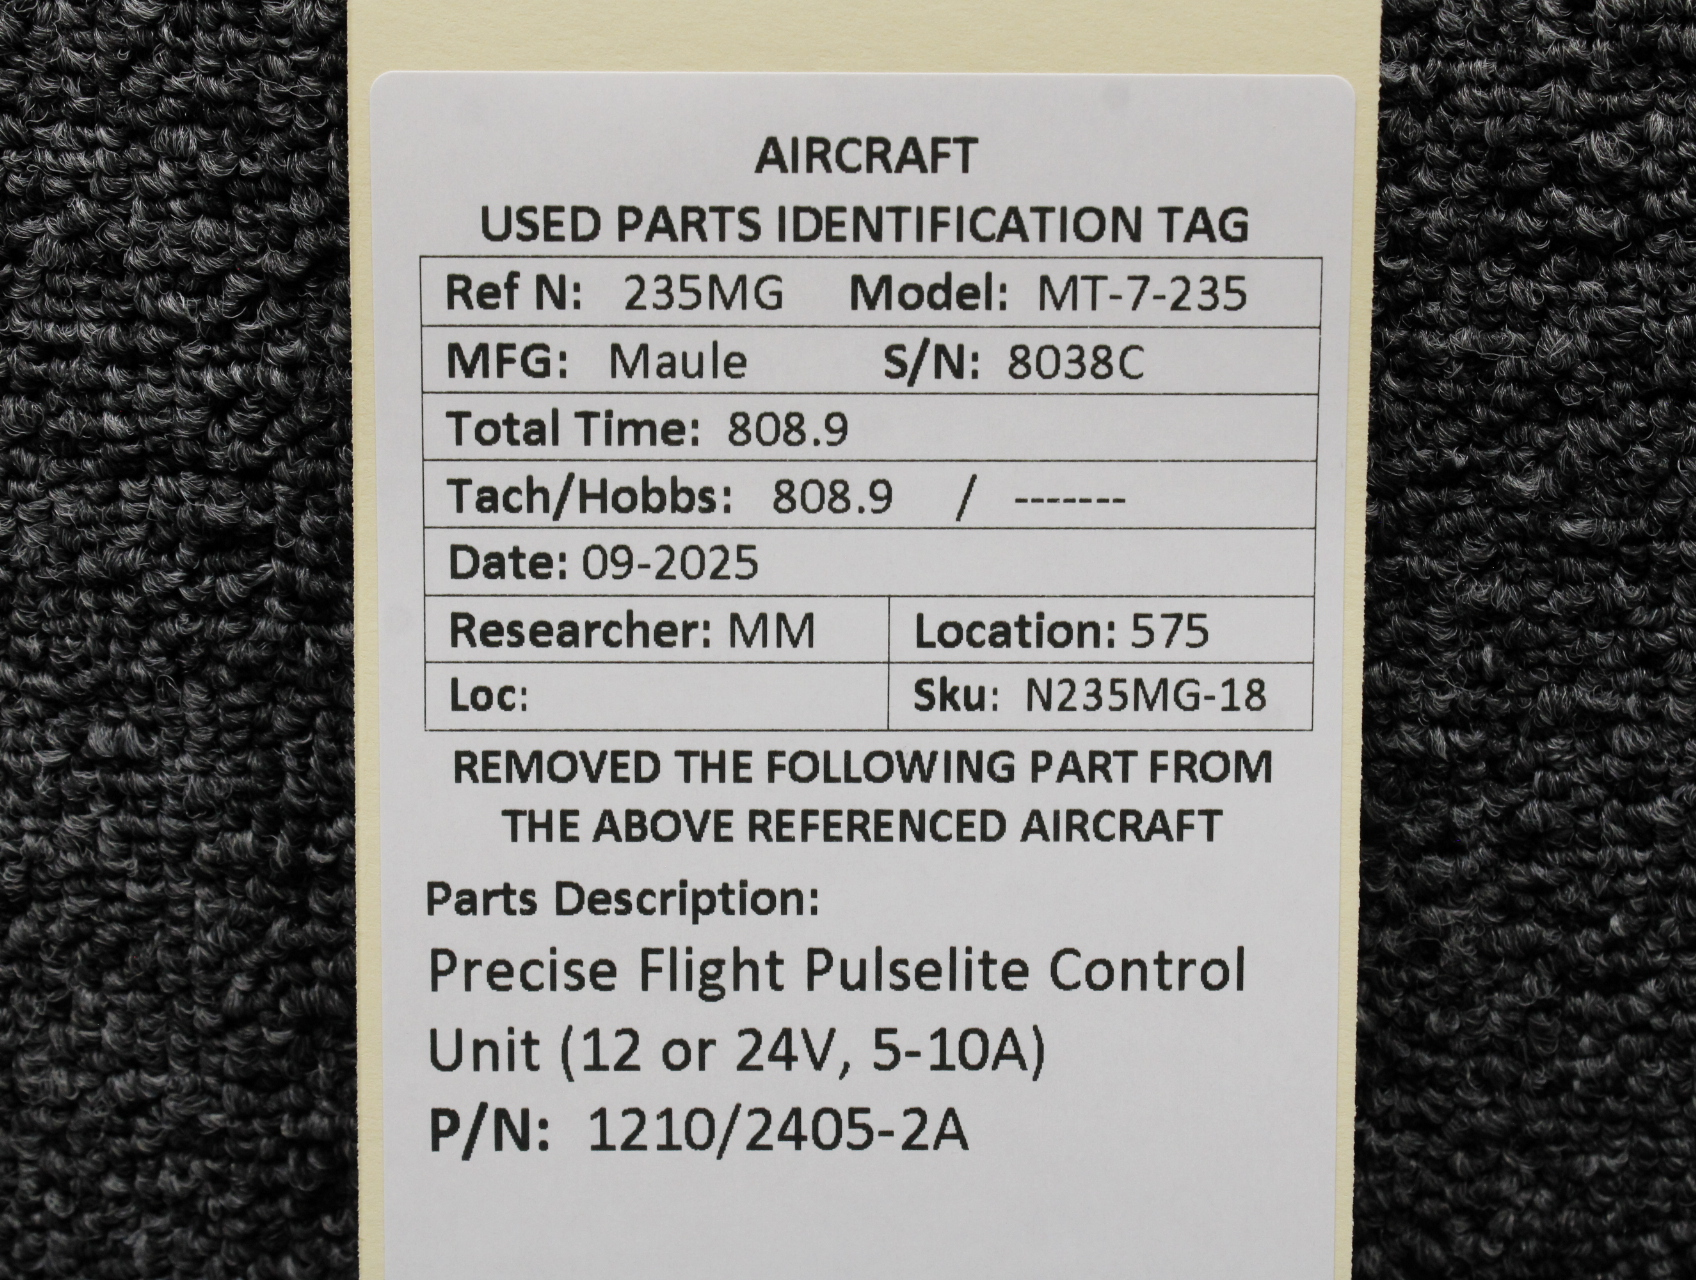 AIRCRAFT
USED PARTS IDENTIFICATION TAG
Ref N: 235MG Model: MT-7-235
MFG: Maule S/N: 8038C
Total Time: 808.9
Tach/Hobbs: 808.9 / -------
Date: 09-2025
Researcher: MM Location: 575
Loc: Sku: N235MG-18
REMOVED THE FOLLOWING PART FROM
THE ABOVE REFERENCED AIRCRAFT
Parts Description:
Precise Flight Pulselite Control
Unit (12 or 24V, 5-10A)
P/N: 1210/2405-2A